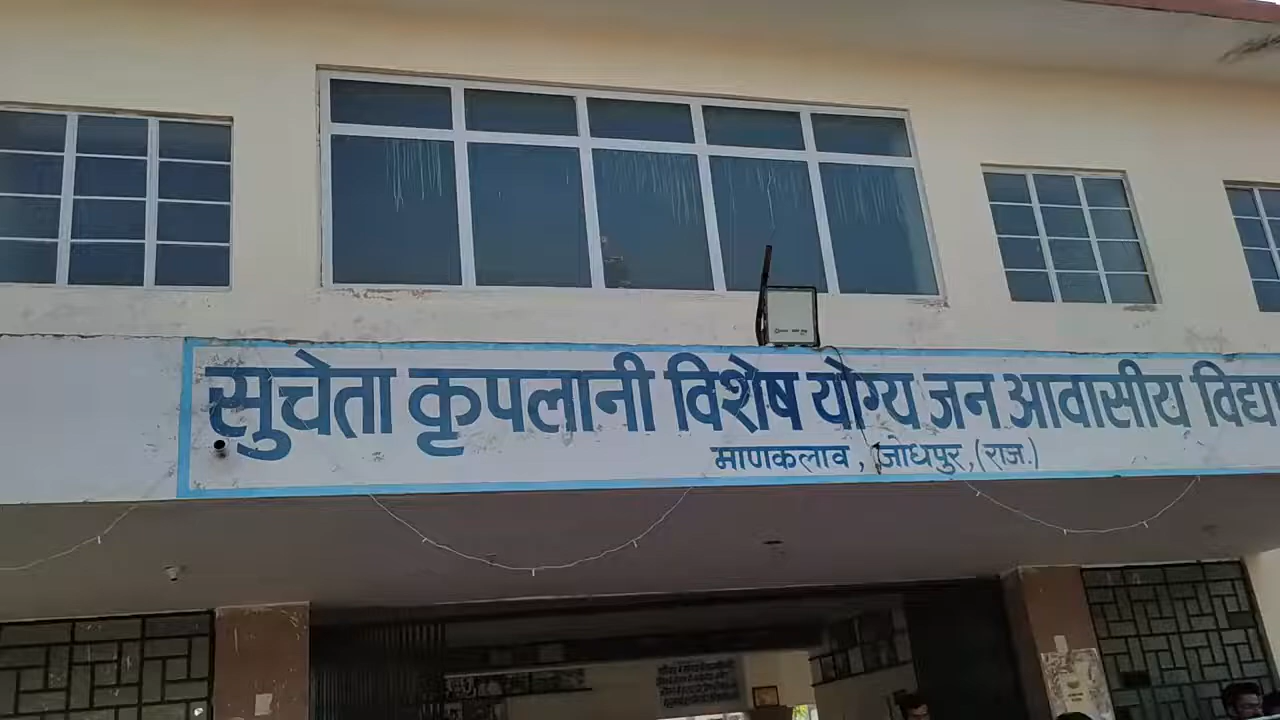 सुचेता कृपलानी विशेष योग्य जन आवासीय विद्या
माणकलाव, जोधपुर,(राज.)